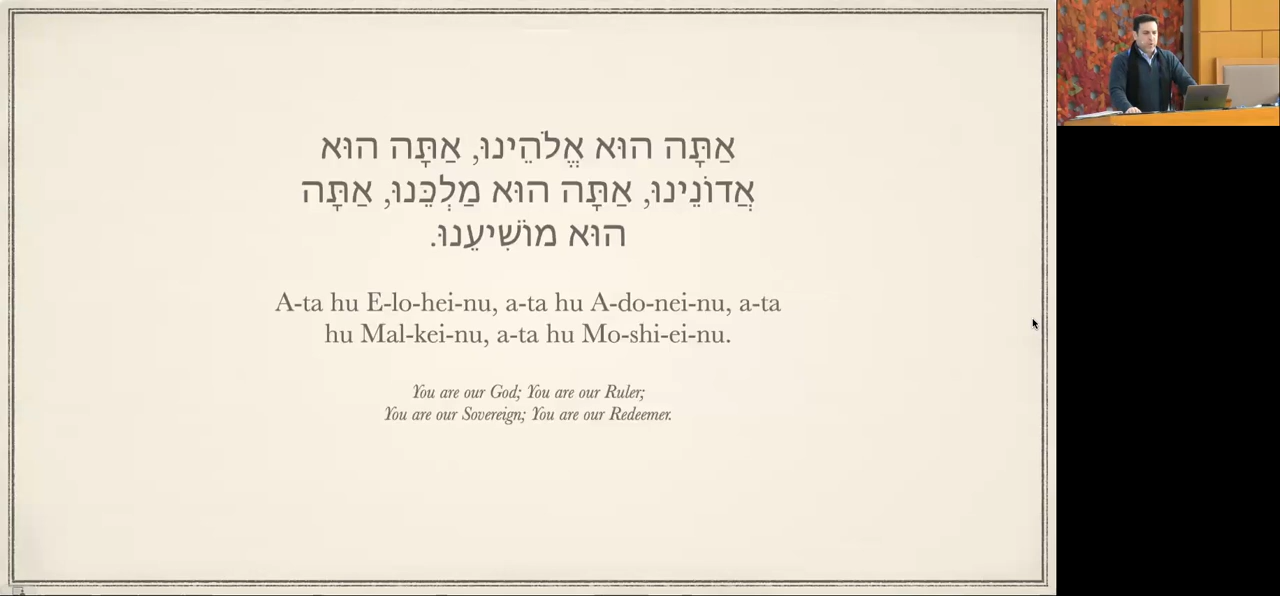 אַתָּה הוּא אֱלֹהֵינוּ, אַתָּה הוּא
אֲדוֹנֵינוּ, אַתָּה הוּא מַלְכֵּנוּ, אַתָּה
הוּא מוֹשִׁיעֵנוּ.
A-ta hu E-lo-hei-nu, a-ta hu A-do-nei-nu, a-ta
hu Mal-kei-nu, a-ta hu Mo-shi-ei-nu.
You are our God; You are our Ruler;
You are our Sovereign; You are our Redeemer.